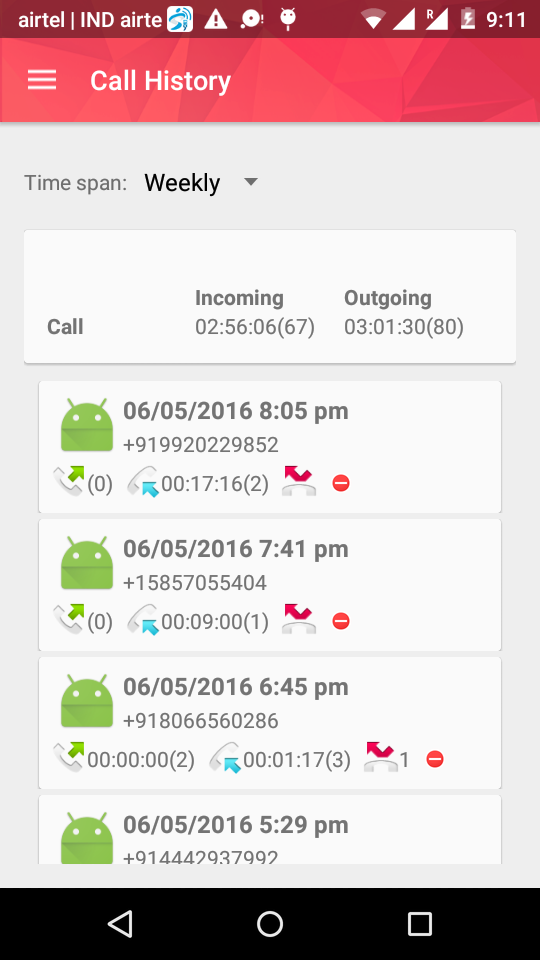 airtel | IND airte R 9:11
Call History
Time span: Weekly
Incoming Outgoing
Call 02:56:06(67) 03:01:30(80)
06/05/2016 8:05 pm
+919920229852
(0) 00:17:16(2)
06/05/2016 7:41 pm
+15857055404
(0) 00:09:00(1)
06/05/2016 6:45 pm
+918066560286
00:00:00(2) 00:01:17(3) 1
06/05/2016 5:29 pm
+914442937992